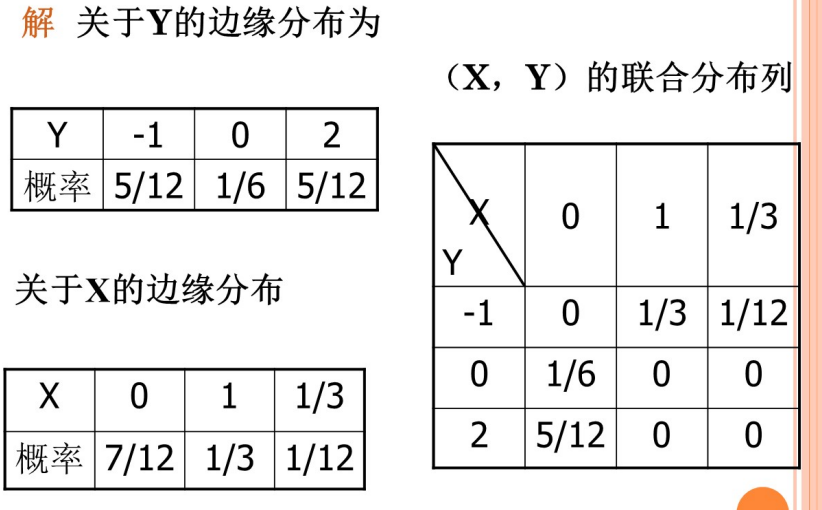 解 关于Y的边缘分布为
Y -1 0 2
概率 5/12 1/6 5/12
关于X的边缘分布
X 0 1 1/3
概率 7/12 1/3 1/12
（X，Y）的联合分布列
X 0 1 1/3
Y
-1 0 1/3 1/12
0 1/6 0 0
2 5/12 0 0